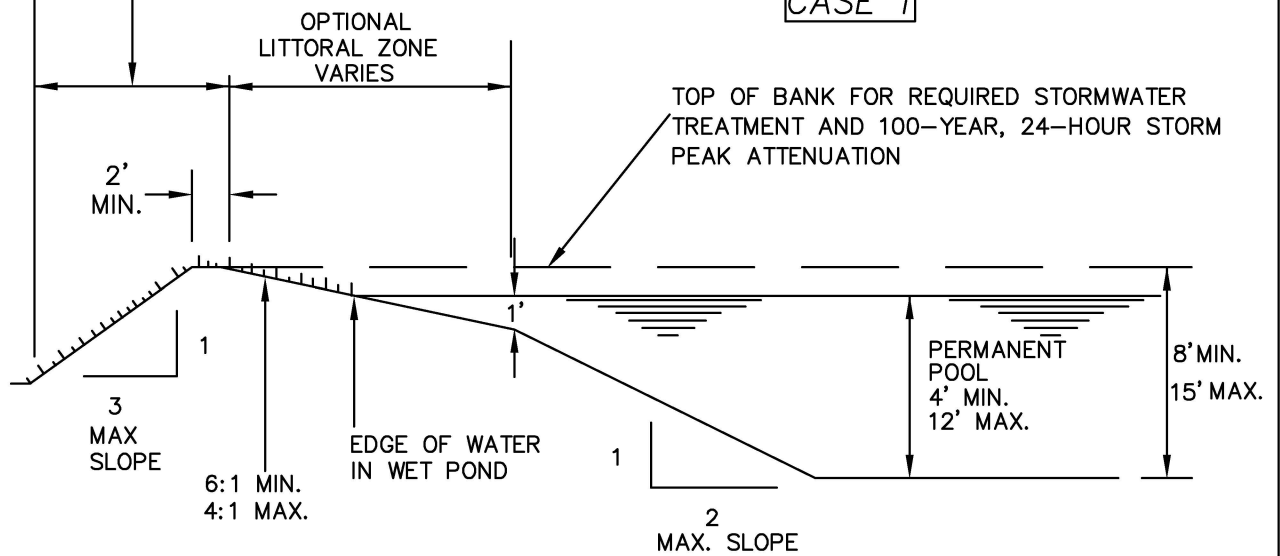 CASE 1
OPTIONAL
LITTORAL ZONE
VARIES
TOP OF BANK FOR REQUIRED STORMWATER
TREATMENT AND 100-YEAR, 24-HOUR STORM
PEAK ATTENUATION
2'
MIN.
1'
1
3
MAX
SLOPE
6:1 MIN.
4:1 MAX.
EDGE OF WATER
IN WET POND
1
2
MAX. SLOPE
PERMANENT
POOL
4' MIN.
12' MAX.
8' MIN.
15' MAX.